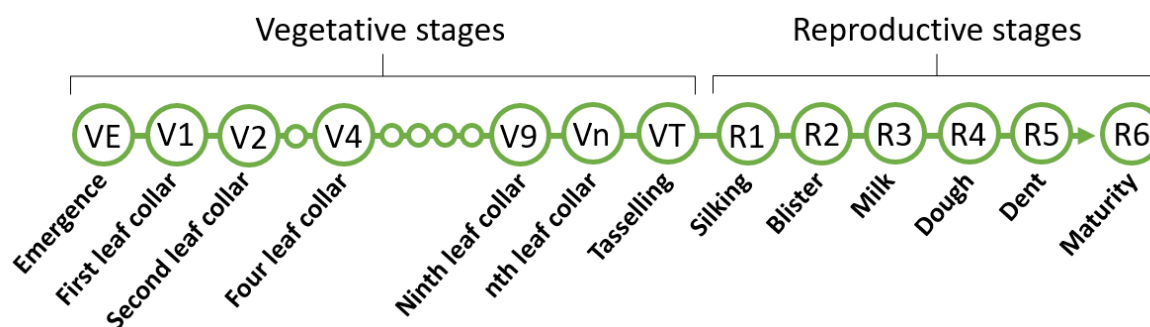 Vegetative stages
Reproductive stages
VE
V1
V2
V4
V9
Vn
VT
R1
R2
R3
R4
R5
R6
Emergence
First leaf collar
Second leaf collar
Four leaf collar
Ninth leaf collar
nth leaf collar
Tasselling
Silking
Blister
Milk
Dough
Dent
Maturity